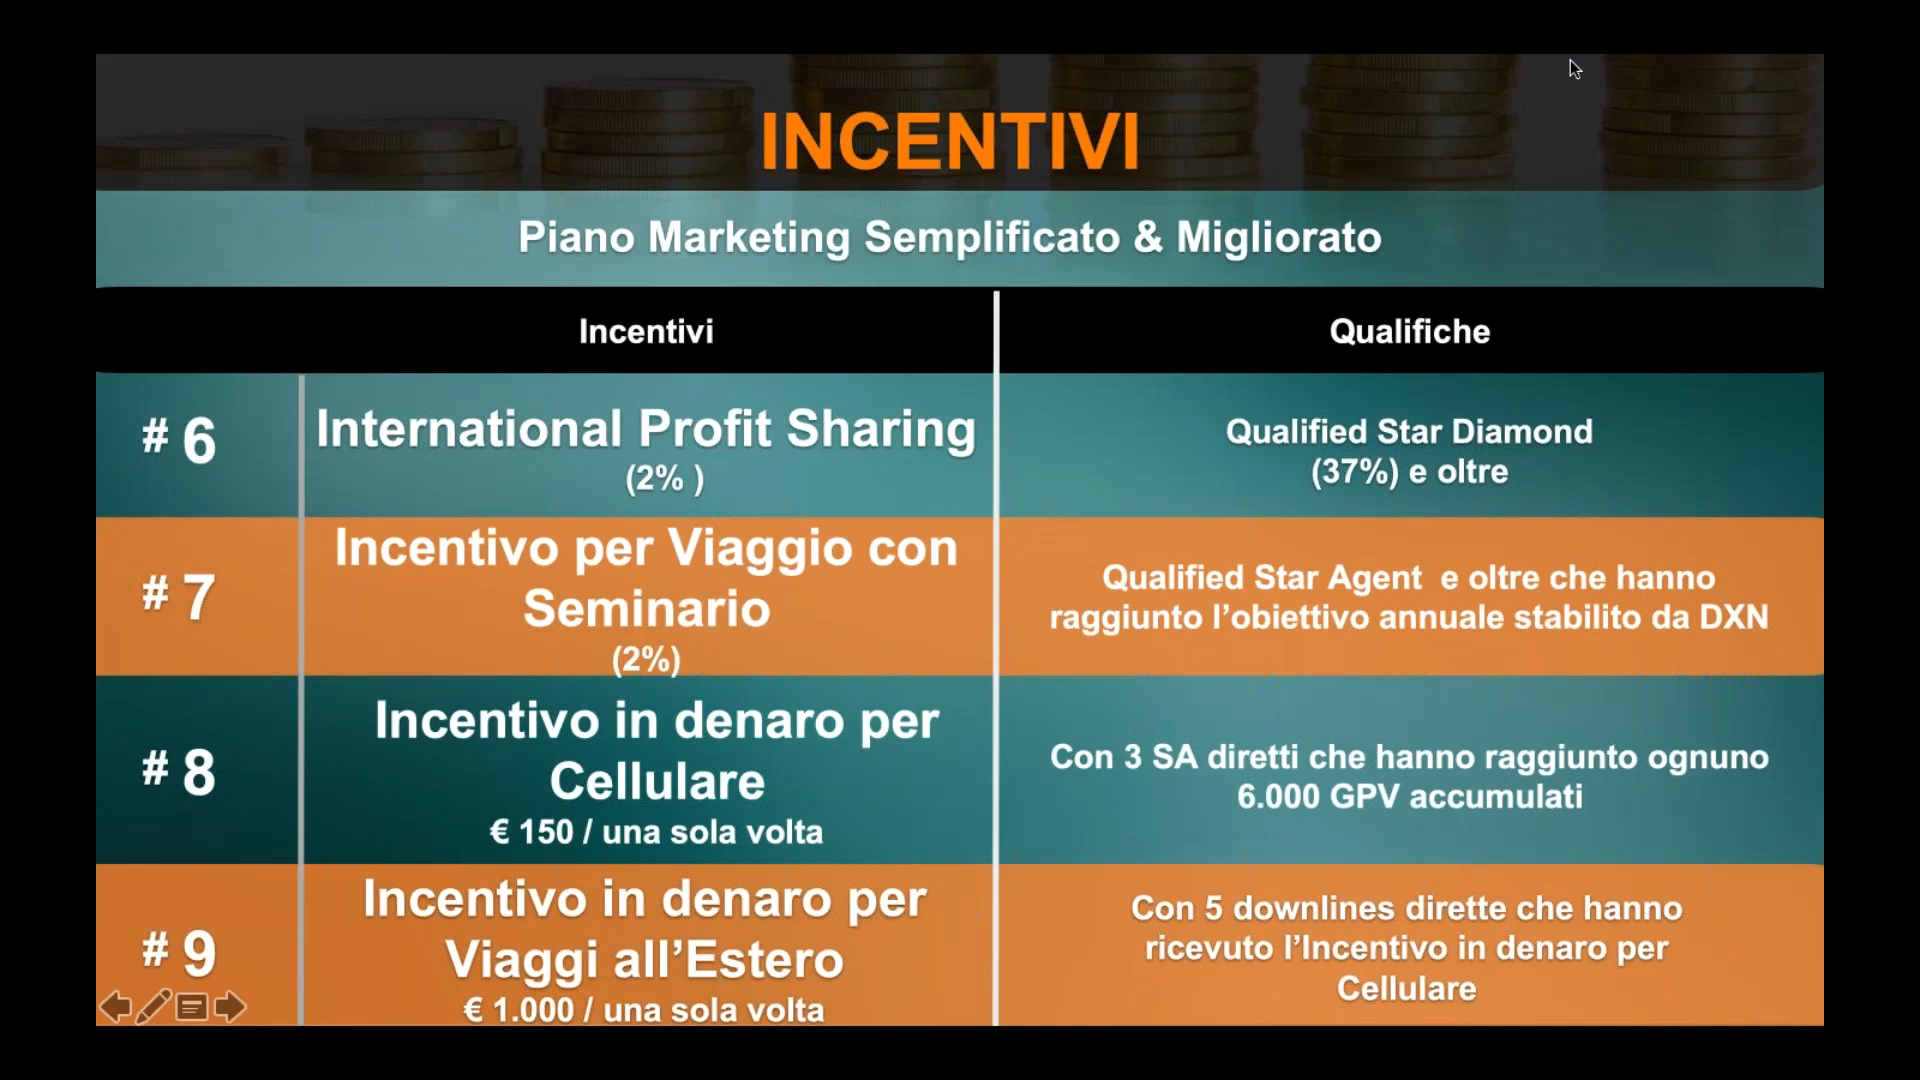 INCENTIVI
Piano Marketing Semplificato & Migliorato
Incentivi
Qualifiche
# 6
International Profit Sharing
(2% )
Qualified Star Diamond
(37%) e oltre
# 7
Incentivo per Viaggio con
Seminario
(2%)
Qualified Star Agent e oltre che hanno
raggiunto l’obiettivo annuale stabilito da DXN
# 8
Incentivo in denaro per
Cellulare
€ 150 / una sola volta
Con 3 SA diretti che hanno raggiunto ognuno
6.000 GPV accumulati
# 9
Incentivo in denaro per
Viaggi all’Estero
€ 1.000 / una sola volta
Con 5 downlines dirette che hanno
ricevuto l’Incentivo in denaro per
Cellulare